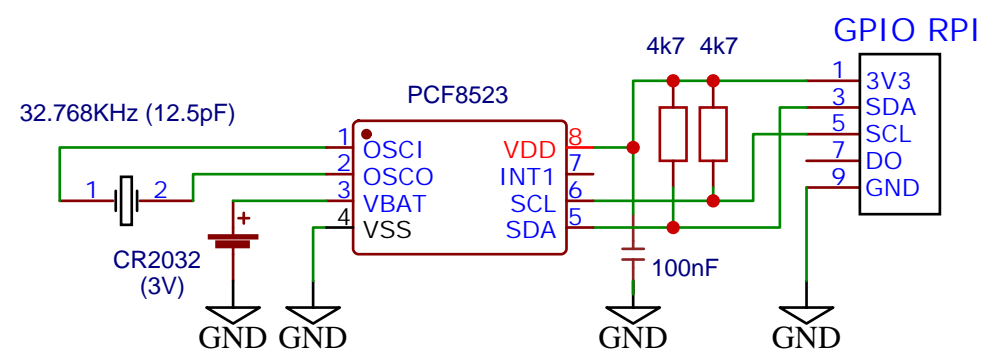 GPIO RPI
4k7 4k7
1 3V3
3 SDA
5 SCL
7 DO
9 GND
PCF8523
32.768KHz (12.5pF)
1 OSCI
2 OSCO
3 VBAT
4 VSS
VDD 8
INT1 7
SCL 6
SDA 5
1 2
+
CR2032
(3V)
100nF
GND GND GND GND